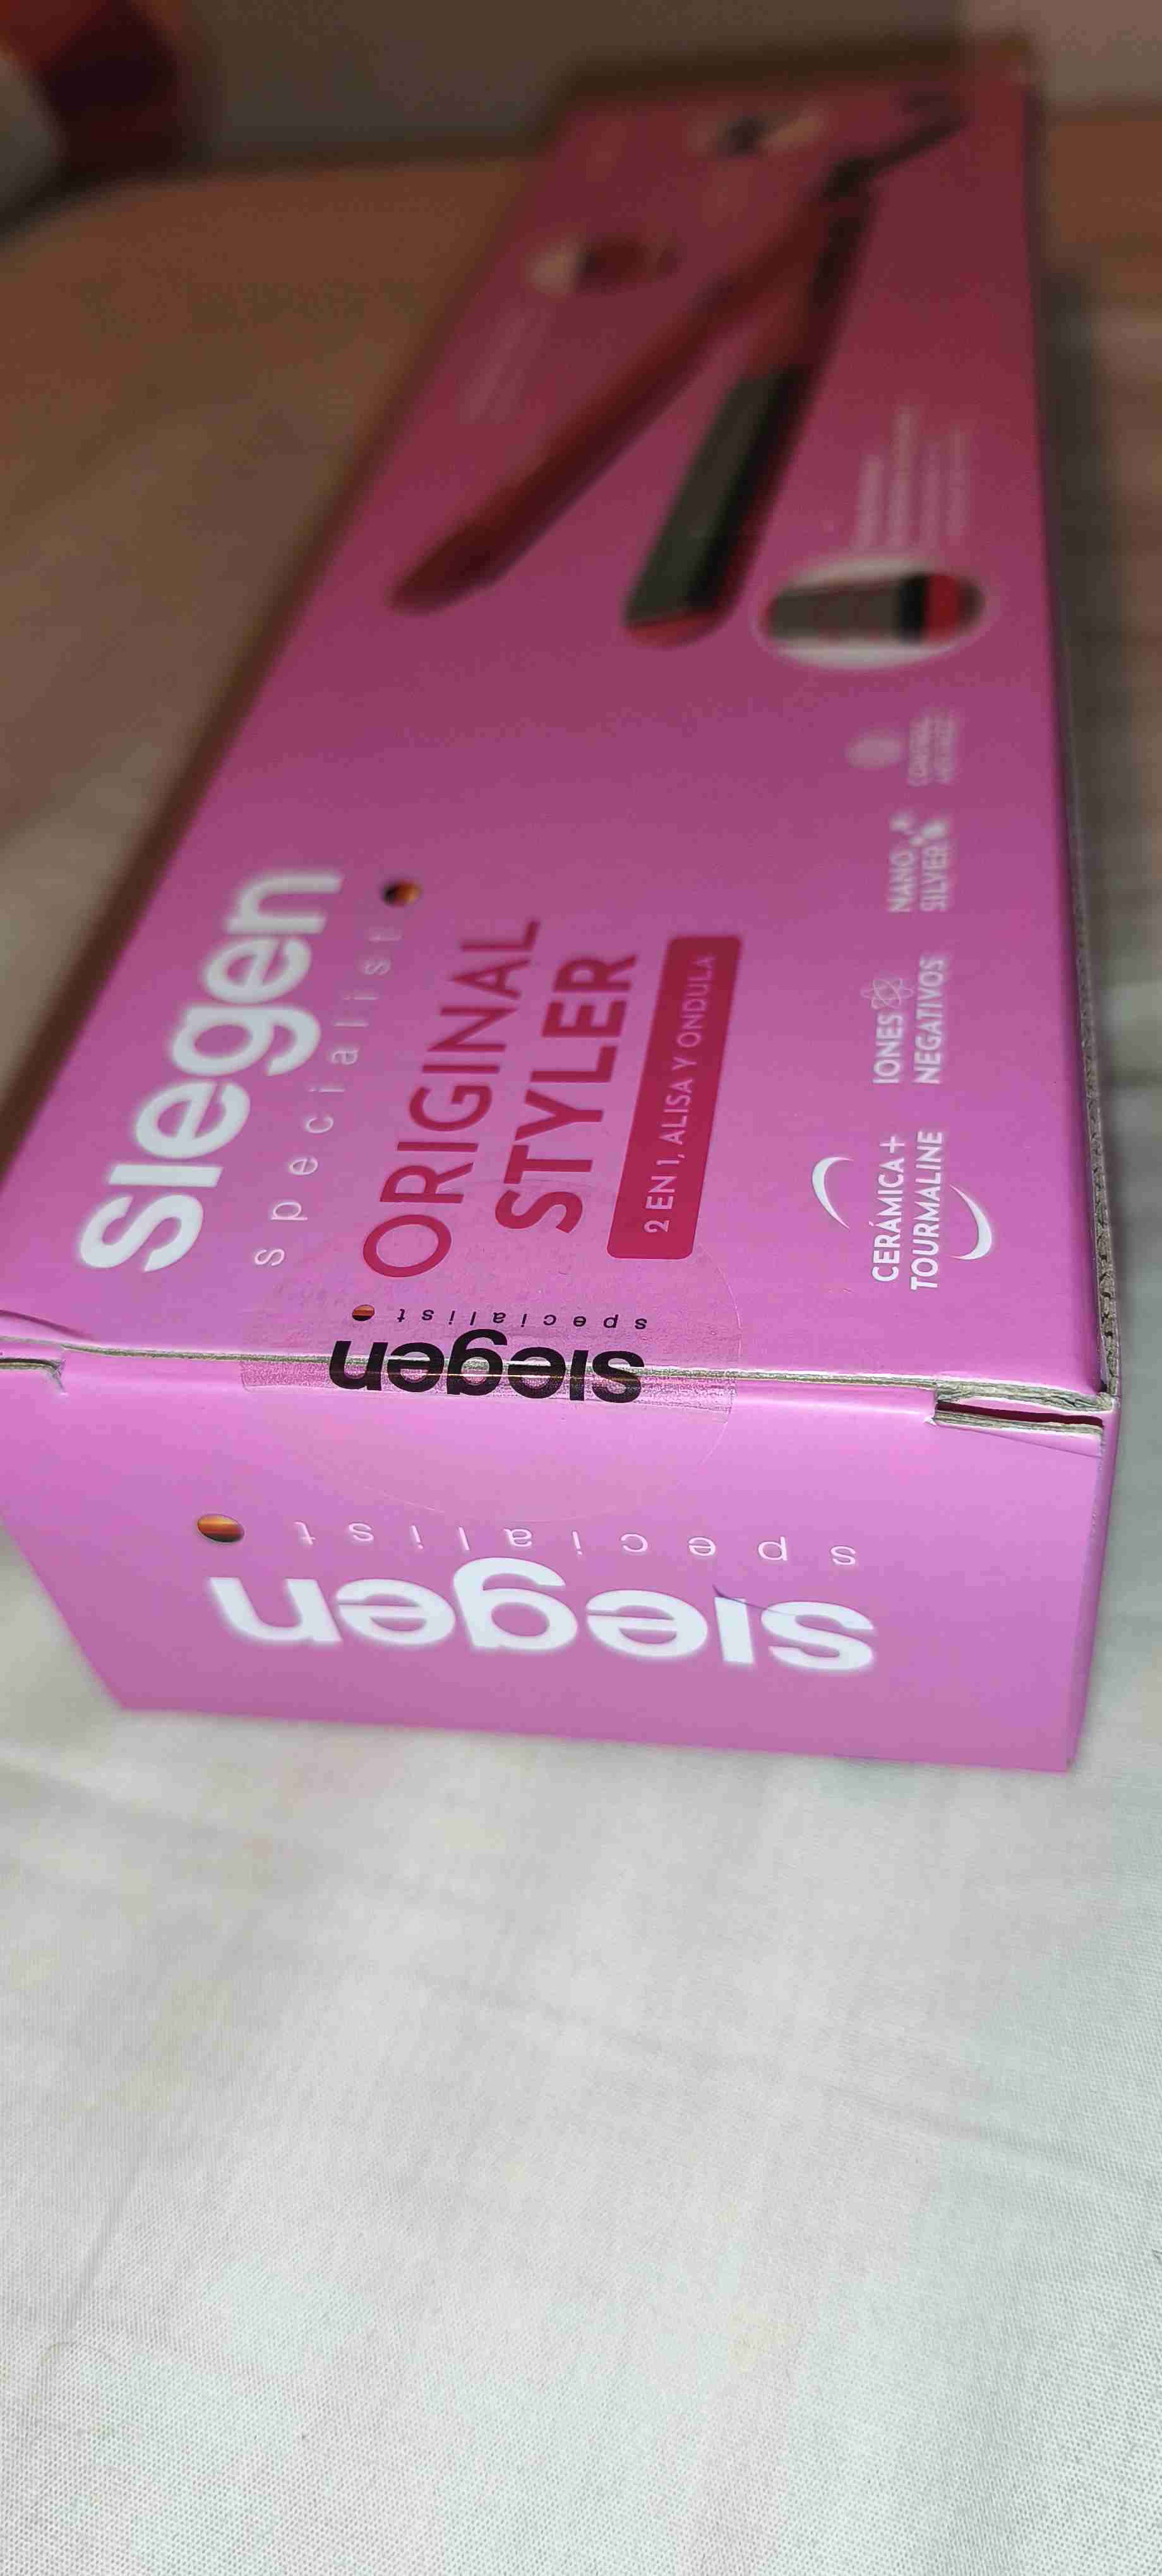 siegen
specialist
ORIGINAL
STYLER
2 EN 1, ALISA Y ONDULA
CERÁMICA+
TOURMALINE
IONES
NEGATIVOS
NANO
SILVER
siegen
specialist
siegen
specialist